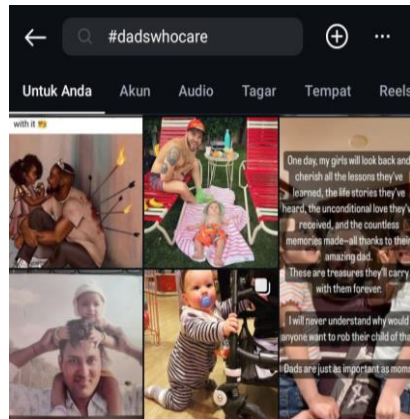 #dadswhocare
Untuk Anda Akun Audio Tagar Tempat Reels
with it
One day, my girls will look back and
cherish all the lessons they've
learned, the life stories they've
heard, the unconditional love they'v
received, and the countless
memories made—all thanks to their
amazing dad.
These are treasures they'll carry
with them forever.
I will never understand why would
anyone want to rob their child of tha
Dads are just as important as moms